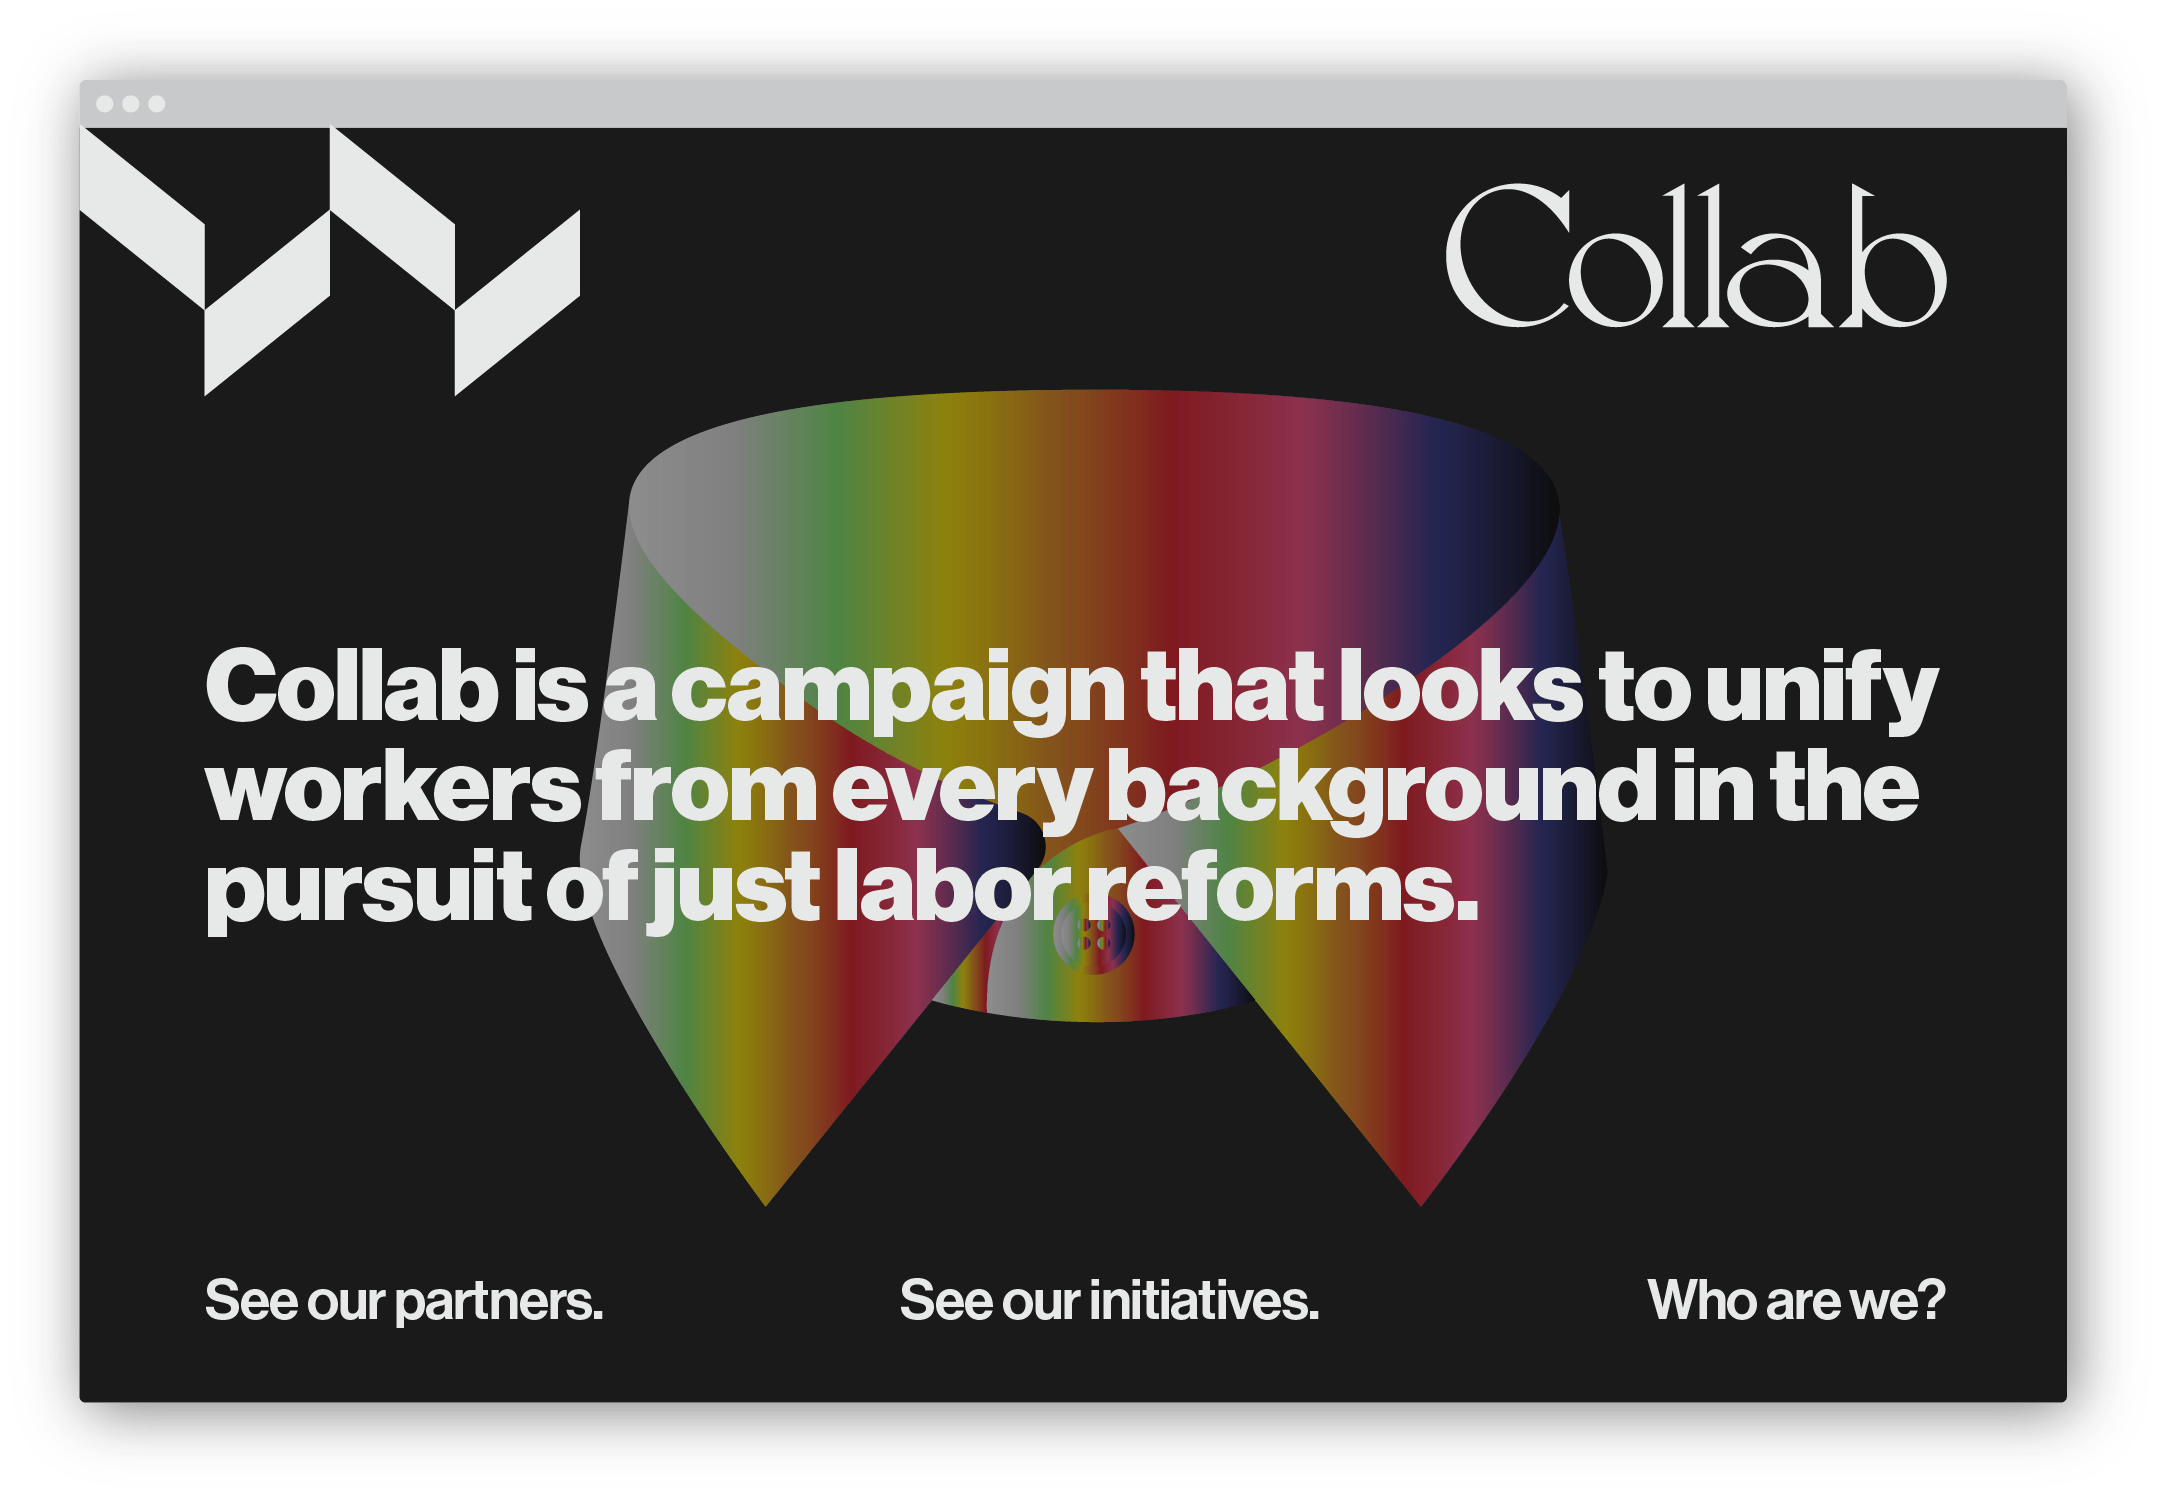 Collab
Collab is a campaign that looks to unify
workers from every background in the
pursuit of just labor reforms.
See our partners.
See our initiatives.
Who are we?